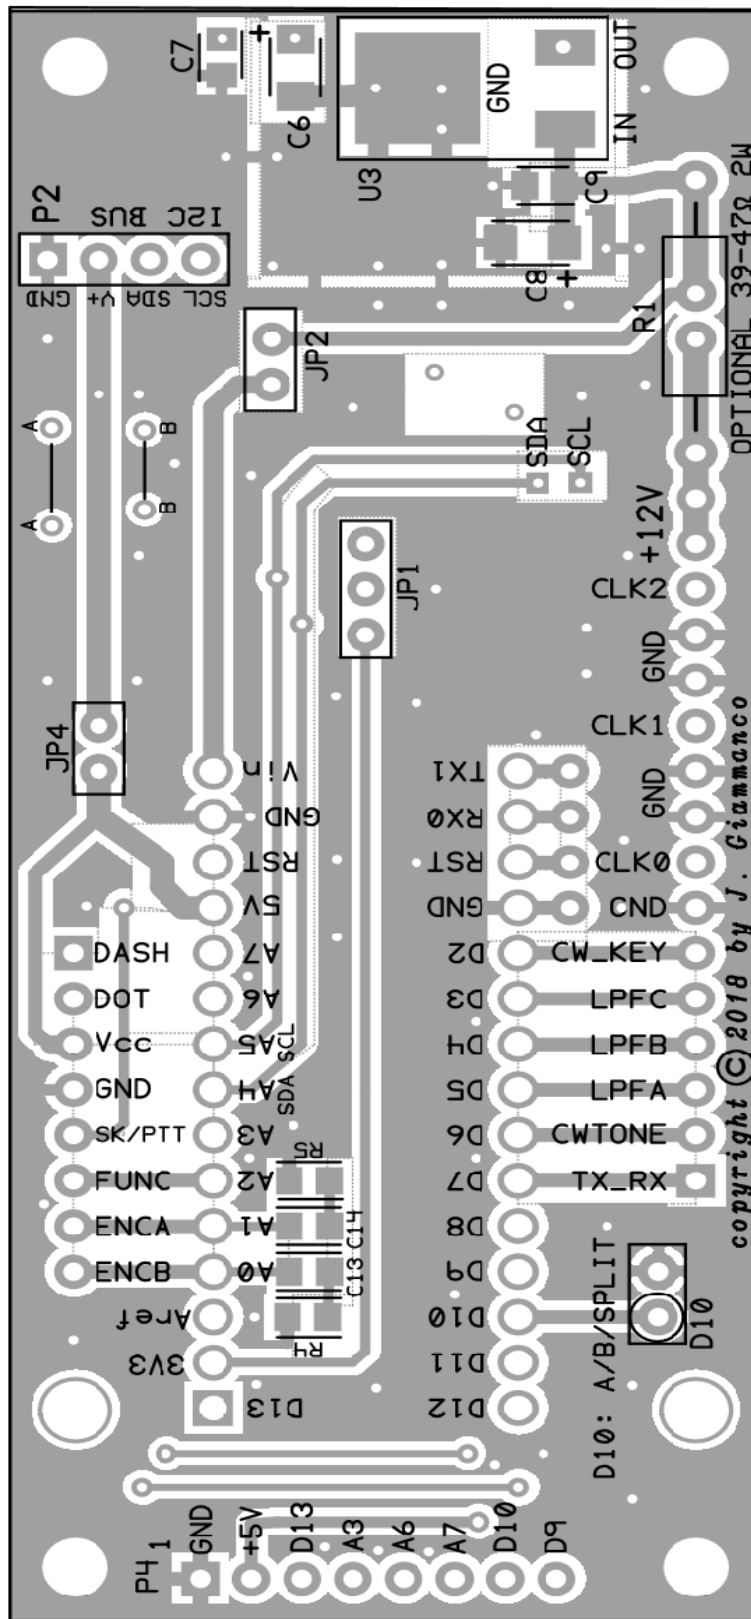 C7
+
C6
GND
OUT
IN
U3
C9
C8
+
P2
I2C BUS
GND
V+
SDA
SCL
R1
OPTIONAL 39-47Ω 2W
JP2
A
B
A
B
SDA
SCL
+12V
JP1
CLK2
GND
CLK1
GND
CLK0
GND
JP4
Vin
GND
RST
5V
A7
A6
A5 SCL
A4 SDA
A3
A2
A1
A0
Aref
3V3
D13
TX1
RX0
RST
GND
D2
D3
D4
D5
D6
D7
D8
D9
D10
D11
D12
DASH
DOT
Vcc
GND
SK/PTT
FUNC
ENCA
ENCB
CW_KEY
LPFC
LPFB
LPFA
CWTONE
TX_RX
R5
C14
C13
R4
D10: A/B/SPLIT
D10
copyright © 2018 by J. Giammanco
P4
1
GND
+5V
D13
A3
A6
A7
D10
D9